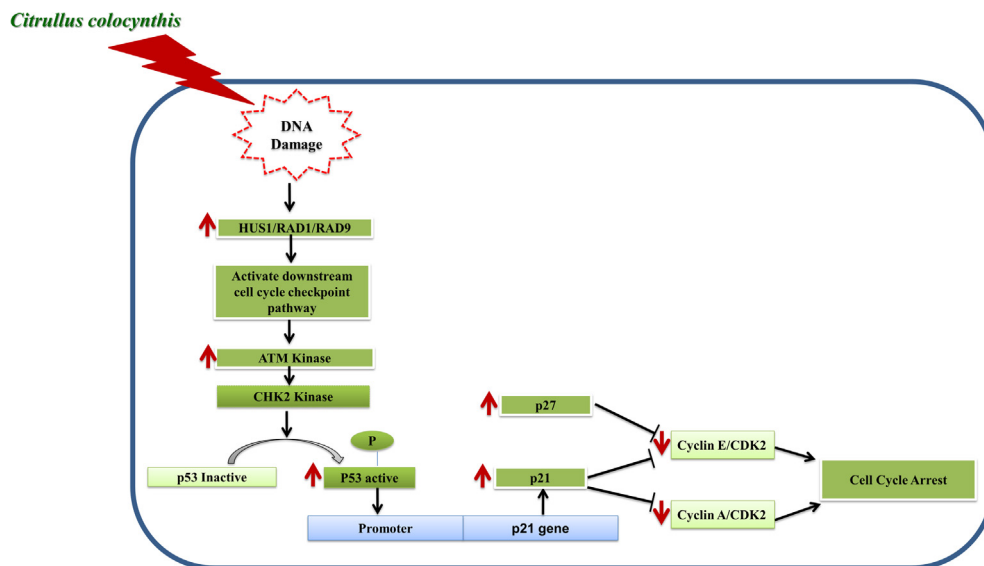 Citrullus colocynthis
DNA
Damage
HUS1/RAD1/RAD9
Activate downstream
cell cycle checkpoint
pathway
ATM Kinase
CHK2 Kinase
P
p53 Inactive
P53 active
Promoter
p21 gene
p27
p21
Cyclin E/CDK2
Cyclin A/CDK2
Cell Cycle Arrest